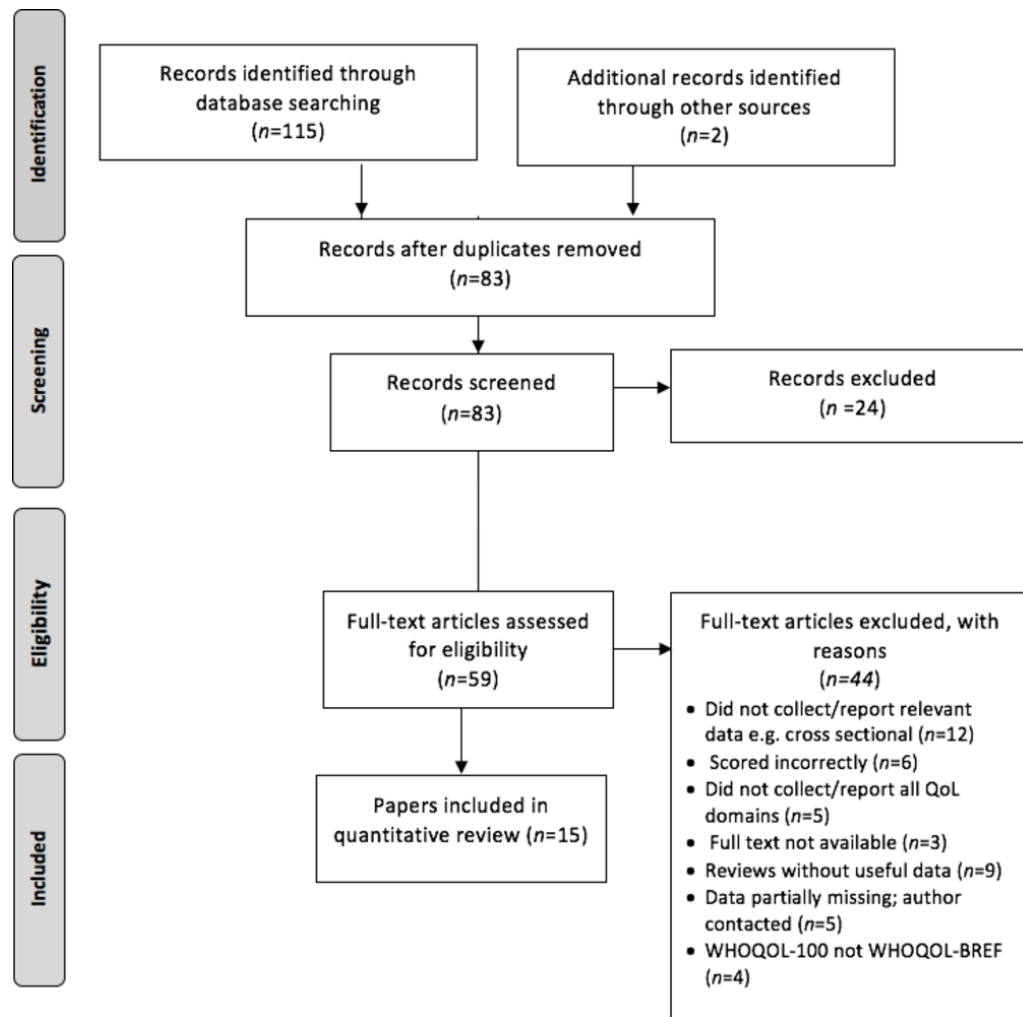 Identification
Records identified through
database searching
(n=115)
Additional records identified
through other sources
(n=2)
Records after duplicates removed
(n=83)
Screening
Records screened
(n=83)
Records excluded
(n =24)
Eligibility
Full-text articles assessed
for eligibility
(n=59)
Full-text articles excluded, with
reasons
(n=44)
• Did not collect/report relevant
data e.g. cross sectional (n=12)
• Scored incorrectly (n=6)
• Did not collect/report all QoL
domains (n=5)
• Full text not available (n=3)
• Reviews without useful data (n=9)
• Data partially missing; author
contacted (n=5)
• WHOQOL-100 not WHOQOL-BREF
(n=4)
Included
Papers included in
quantitative review (n=15)